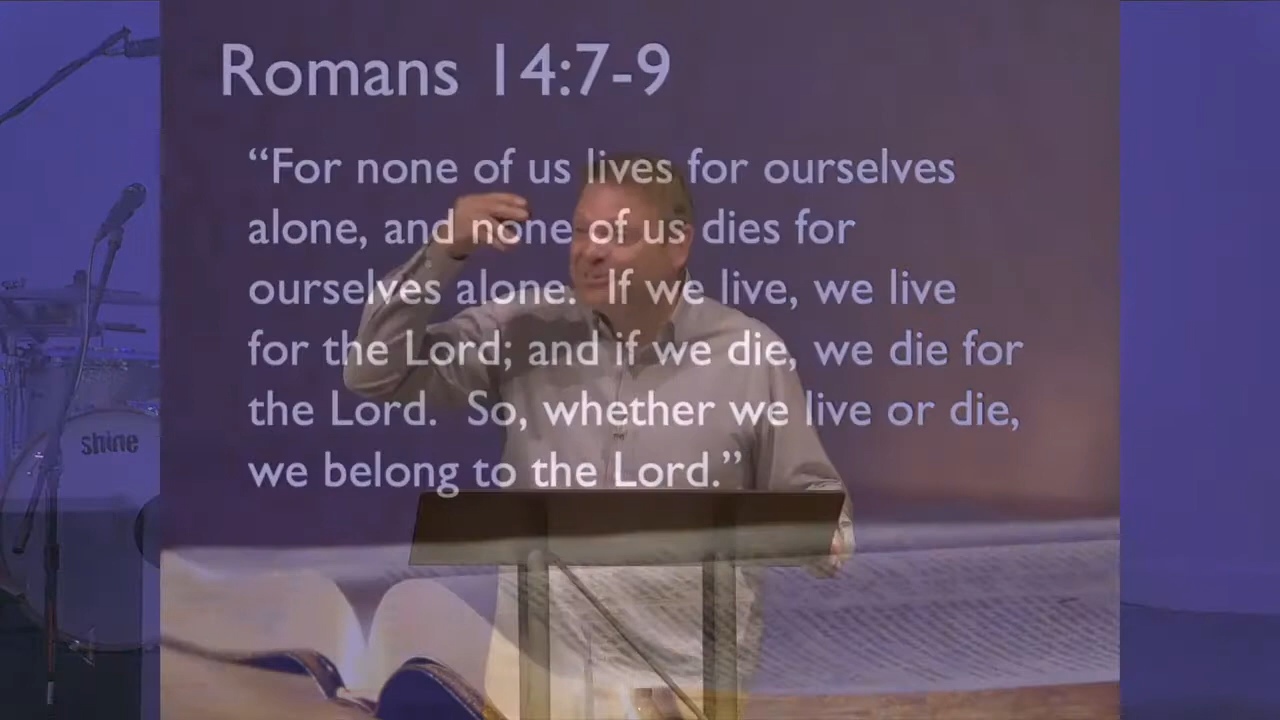 Romans 14:7-9
“For none of us lives for ourselves
alone, and none of us dies for
ourselves alone. If we live, we live
for the Lord; and if we die, we die for
the Lord. So, whether we live or die,
we belong to the Lord.”
shine